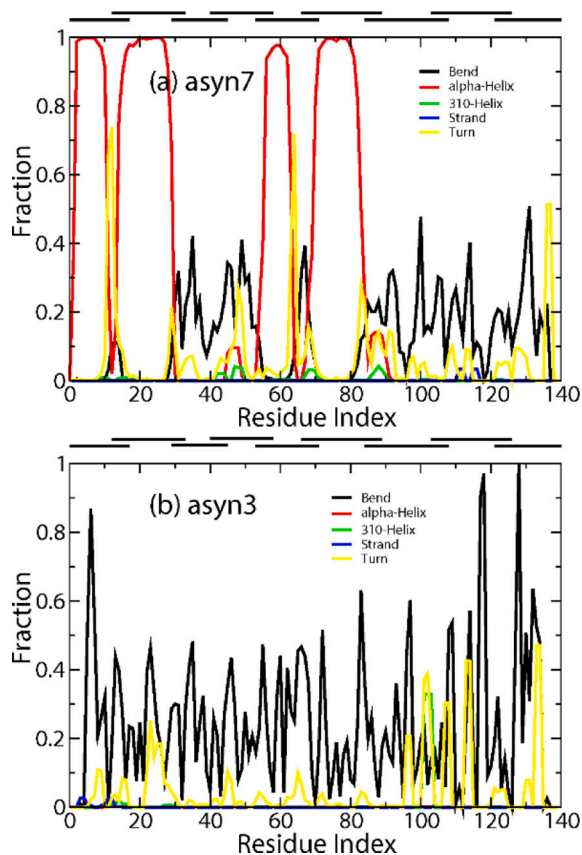 (a) asyn7
Bend
alpha-Helix
310-Helix
Strand
Turn
Fraction
1
0.8
0.6
0.4
0.2
0
0 20 40 60 80 100 120 140
Residue Index
(b) asyn3
Bend
alpha-Helix
310-Helix
Strand
Turn
Fraction
1
0.8
0.6
0.4
0.2
0
0 20 40 60 80 100 120 140
Residue Index